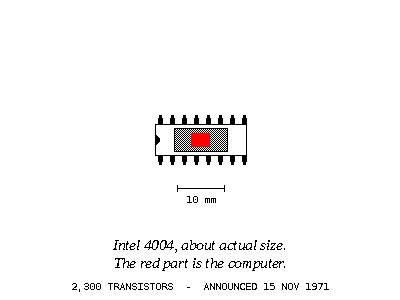 10 mm
Intel 4004, about actual size.
The red part is the computer.
2,300 TRANSISTORS - ANNOUNCED 15 NOV 1971